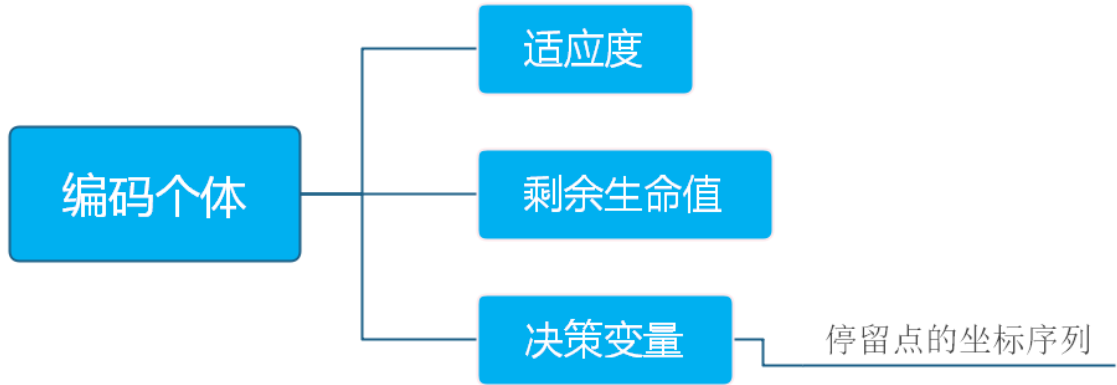 适应度
编码个体
剩余生命值
决策变量
停留点的坐标序列